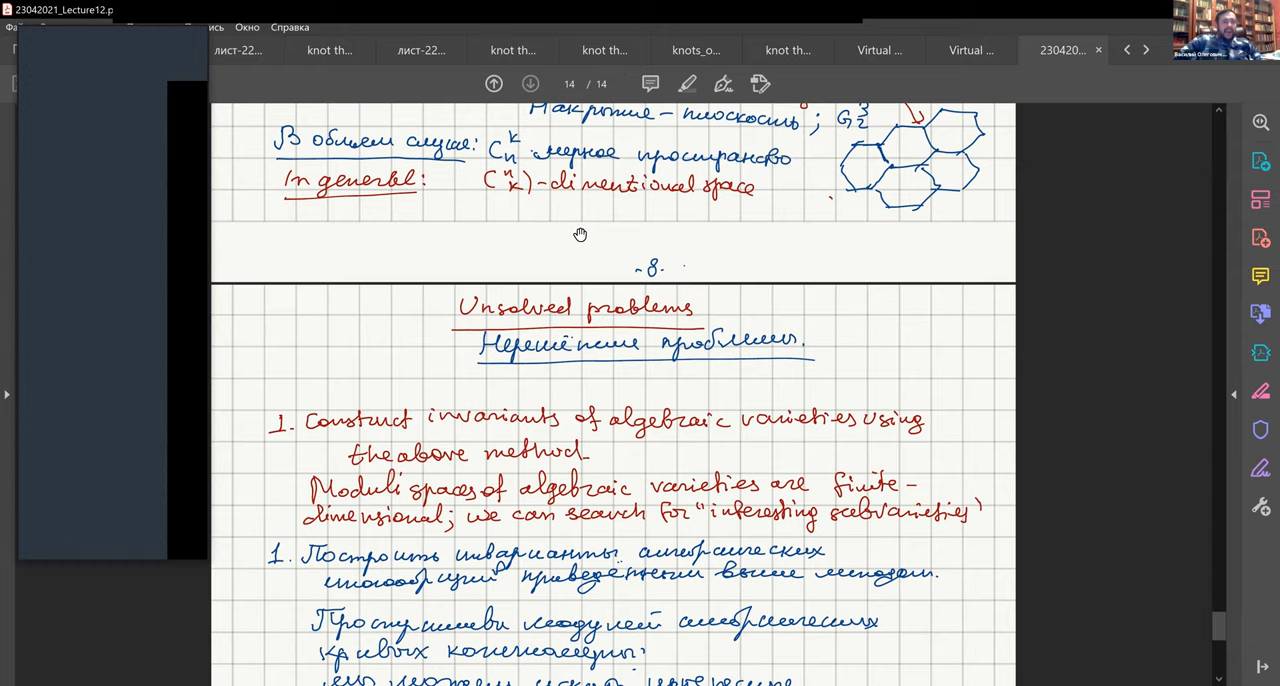 23042021_Lecture12.p
Окно Справка
лист-22... knot th... лист-22... knot th... knot th... knots_o... knot th... Virtual ... Virtual ... 230420... ×
14 / 14
Накрытие - плоскость ; G₂³
В общем случае: Cₙᵏ мерное пространство
In general: (ⁿₖ)-dimentional space
-8-
Unsolved problems
Нерешённые проблемы.
1. Construct invariants of algebraic varieties using
the above method
Moduli spaces of algebraic varieties are finite-
dimensional; we can search for "interesting subvarieties"
1. Построить инварианты алгебраических
многообразий приведённым выше методом.
Пространства модулей алгебраических
кривых конечномерны;